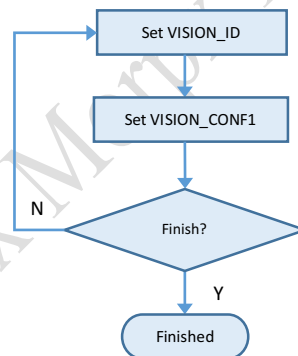 Set VISION_ID
Set VISION_CONF1
Finish?
N
Y
Finished